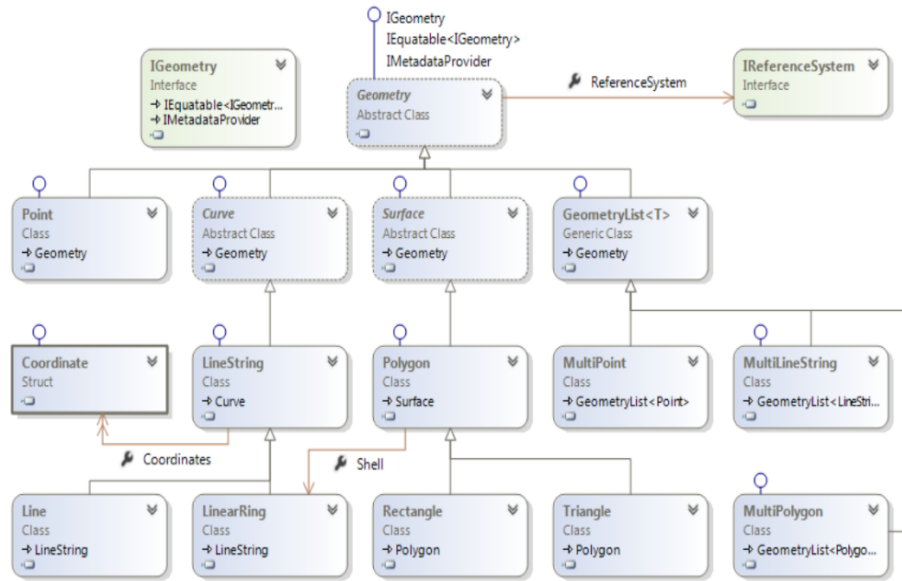 IGeometry
IEquatable<IGeometry>
IMetadataProvider
IGeometry
Interface
IEquatable<IGeometr...
IMetadataProvider
Geometry
Abstract Class
ReferenceSystem
IReferenceSystem
Interface
Point
Class
Geometry
Curve
Abstract Class
Geometry
Surface
Abstract Class
Geometry
GeometryList<T>
Generic Class
Geometry
Coordinate
Struct
LineString
Class
Curve
Polygon
Class
Surface
MultiPoint
Class
GeometryList<Point>
MultiLineString
Class
GeometryList<LineStri...
Coordinates
Shell
Line
Class
LineString
LinearRing
Class
LineString
Rectangle
Class
Polygon
Triangle
Class
Polygon
MultiPolygon
Class
GeometryList<Polygo...